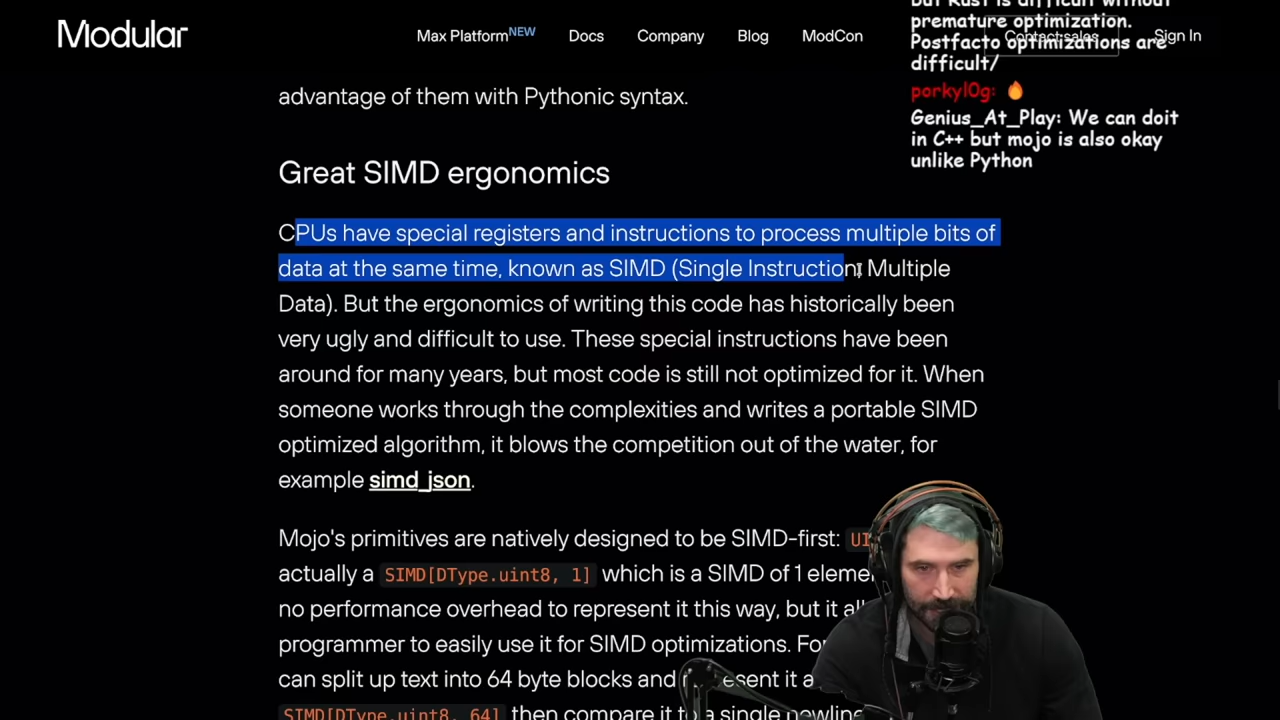 Modular
Max Platform NEW
Docs
Company
Blog
ModCon
Contact sales
Sign In
but Rust is difficult without
premature optimization.
Postfacto optimizations are
difficult/
porkyl0g: 🔥
Genius_At_Play: We can doit
in C++ but mojo is also okay
unlike Python
advantage of them with Pythonic syntax.
Great SIMD ergonomics
CPUs have special registers and instructions to process multiple bits of
data at the same time, known as SIMD (Single Instruction, Multiple
Data). But the ergonomics of writing this code has historically been
very ugly and difficult to use. These special instructions have been
around for many years, but most code is still not optimized for it. When
someone works through the complexities and writes a portable SIMD
optimized algorithm, it blows the competition out of the water, for
example simd_json.
Mojo's primitives are natively designed to be SIMD-first: UI
actually a SIMD[DType.uint8, 1] which is a SIMD of 1 eleme
no performance overhead to represent it this way, but it all
programmer to easily use it for SIMD optimizations. For
can split up text into 64 byte blocks and represent it a
SIMD[DType.uint8, 64] then compare it to a single newline